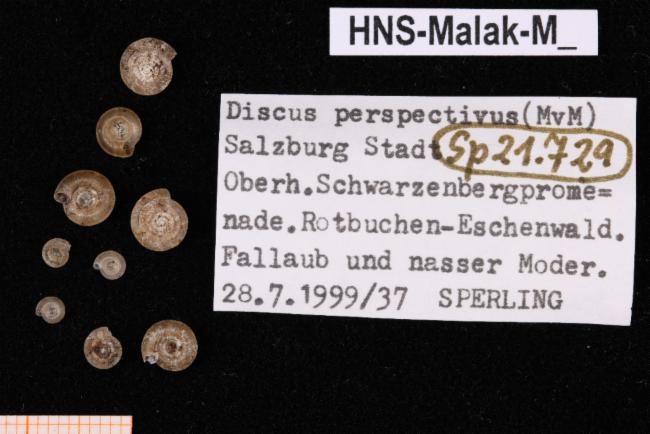 HNS-Malak-M_
Discus perspectivus(MvM)
Salzburg Stadt Sp21.729
Oberh.Schwarzenbergprome=
nade.Rotbuchen-Eschenwald.
Fallaub und nasser Moder.
28.7.1999/37 SPERLING